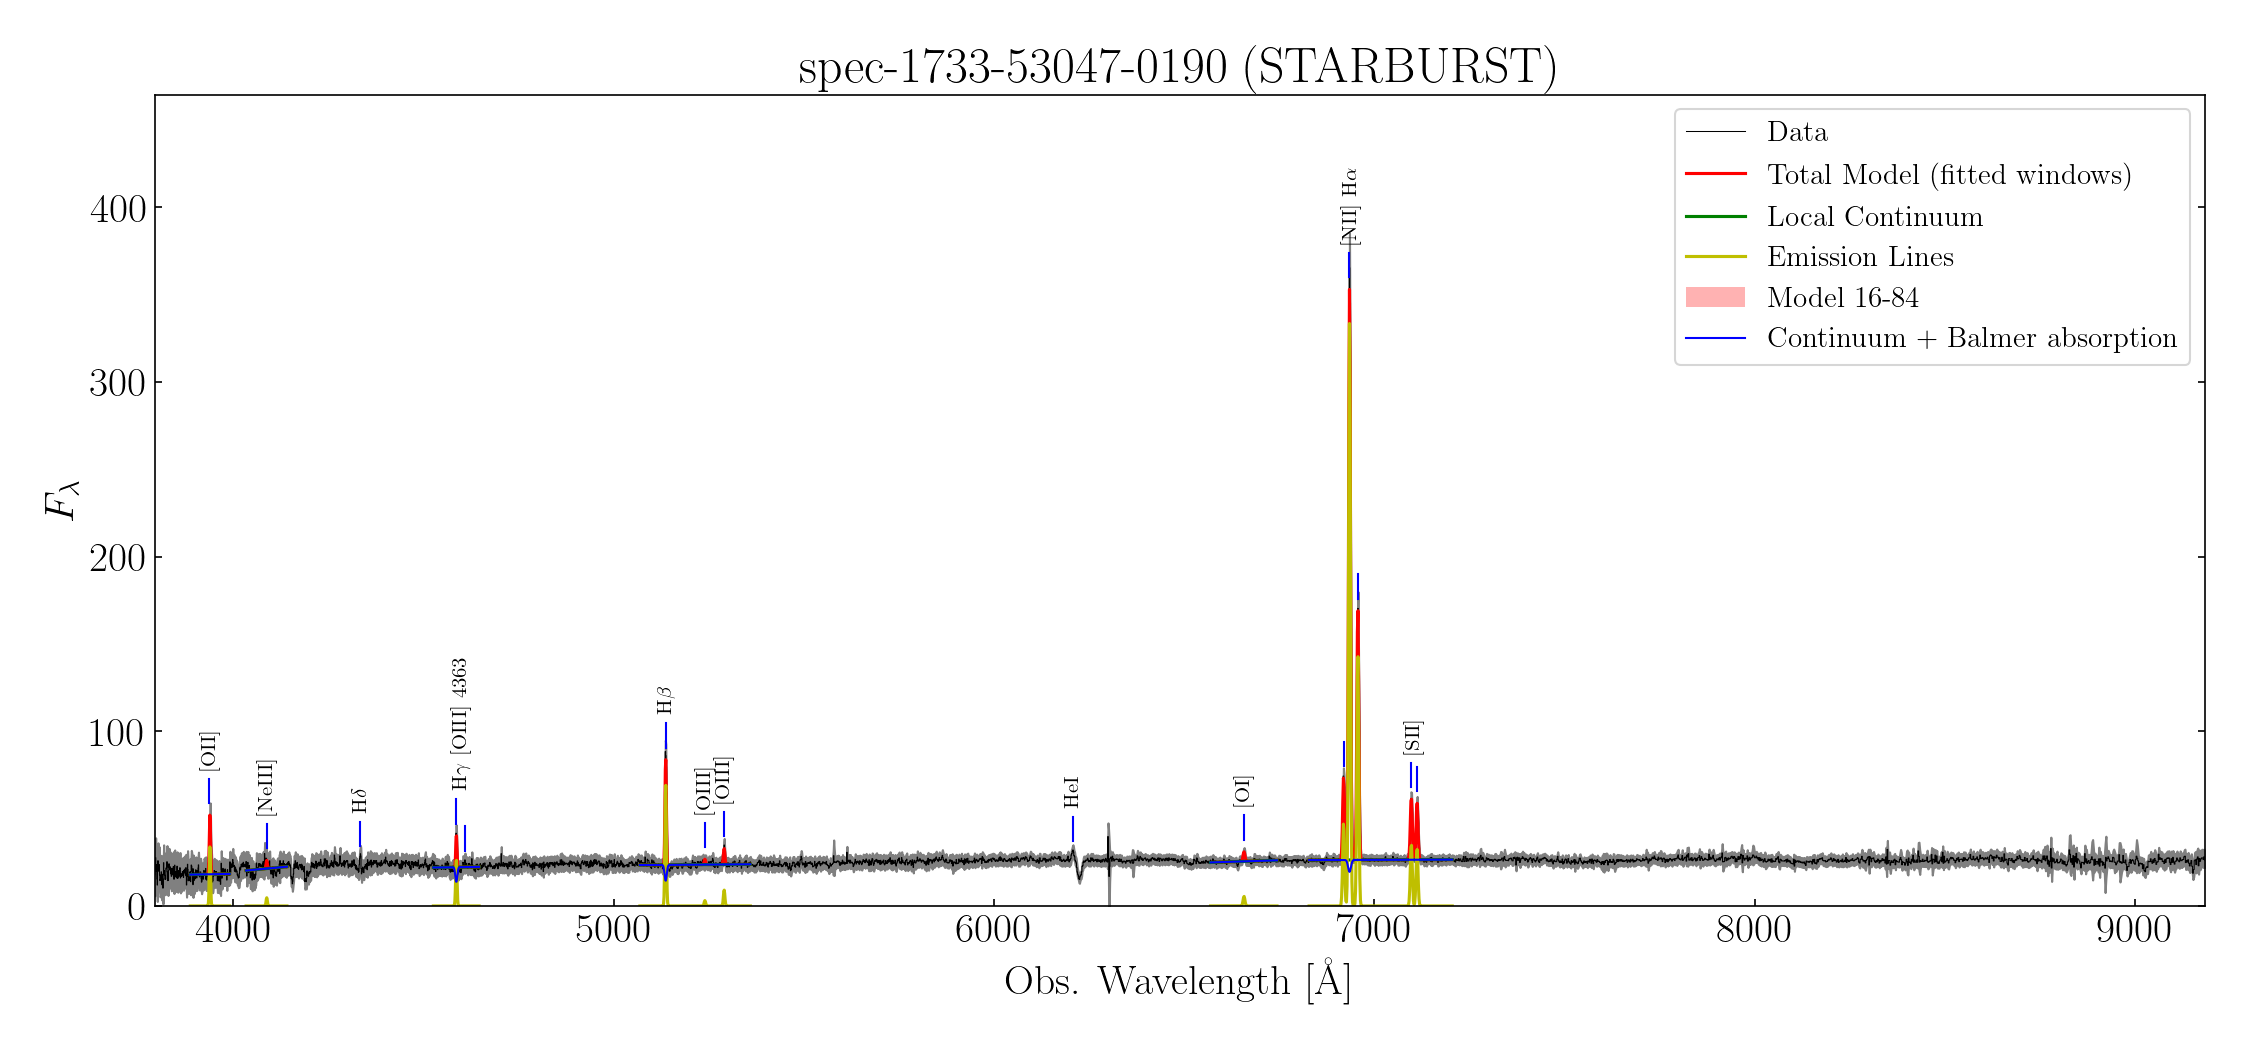 spec-1733-53047-0190 (STARBURST)
Data
Total Model (fitted windows)
Local Continuum
Emission Lines
Model 16-84
Continuum + Balmer absorption
400
300
200
100
0
Fλ
[OII]
[NeIII]
Hδ
Hγ [OIII] 4363
Hβ
[OIII]
[OIII]
HeI
[OI]
[NII] Hα
[SII]
4000
5000
6000
7000
8000
9000
Obs. Wavelength [Å]